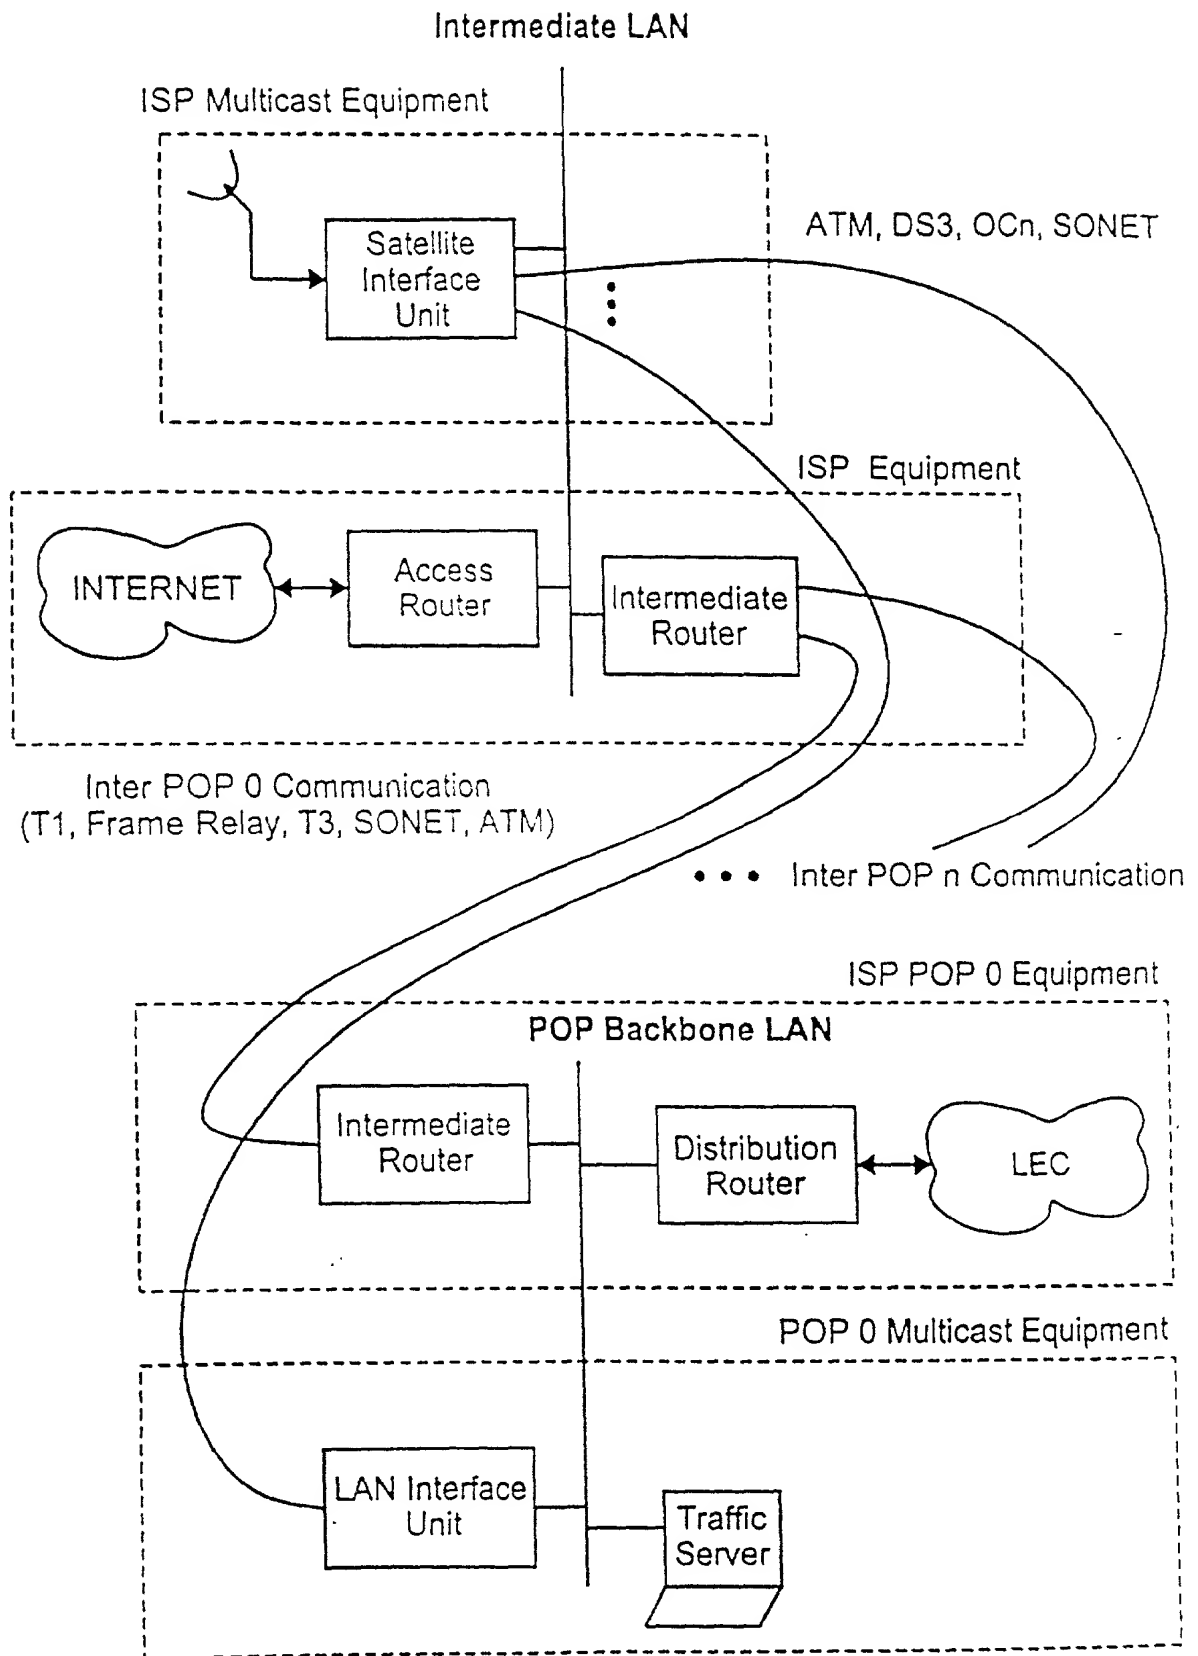 Intermediate LAN
ISP Multicast Equipment
Satellite
Interface
Unit
ATM, DS3, OCn, SONET
ISP Equipment
INTERNET
Access
Router
Intermediate
Router
Inter POP 0 Communication
(T1, Frame Relay, T3, SONET, ATM)
Inter POP n Communication
ISP POP 0 Equipment
POP Backbone LAN
Intermediate
Router
Distribution
Router
LEC
POP 0 Multicast Equipment
LAN Interface
Unit
Traffic
Server